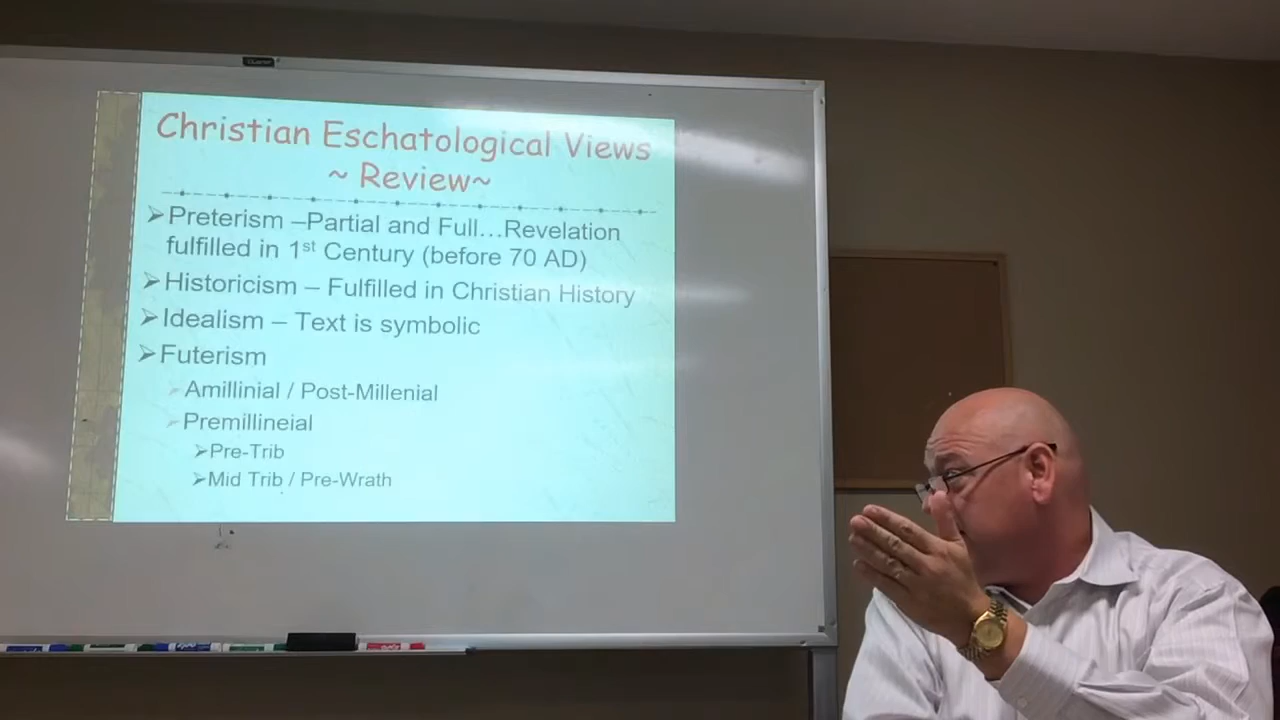 Christian Eschatological Views
~ Review~
➢Preterism –Partial and Full…Revelation
fulfilled in 1st Century (before 70 AD)
➢Historicism – Fulfilled in Christian History
➢Idealism – Text is symbolic
➢Futerism
➢Amillinial / Post-Millenial
➢Premillineial
➢Pre-Trib
➢Mid Trib / Pre-Wrath